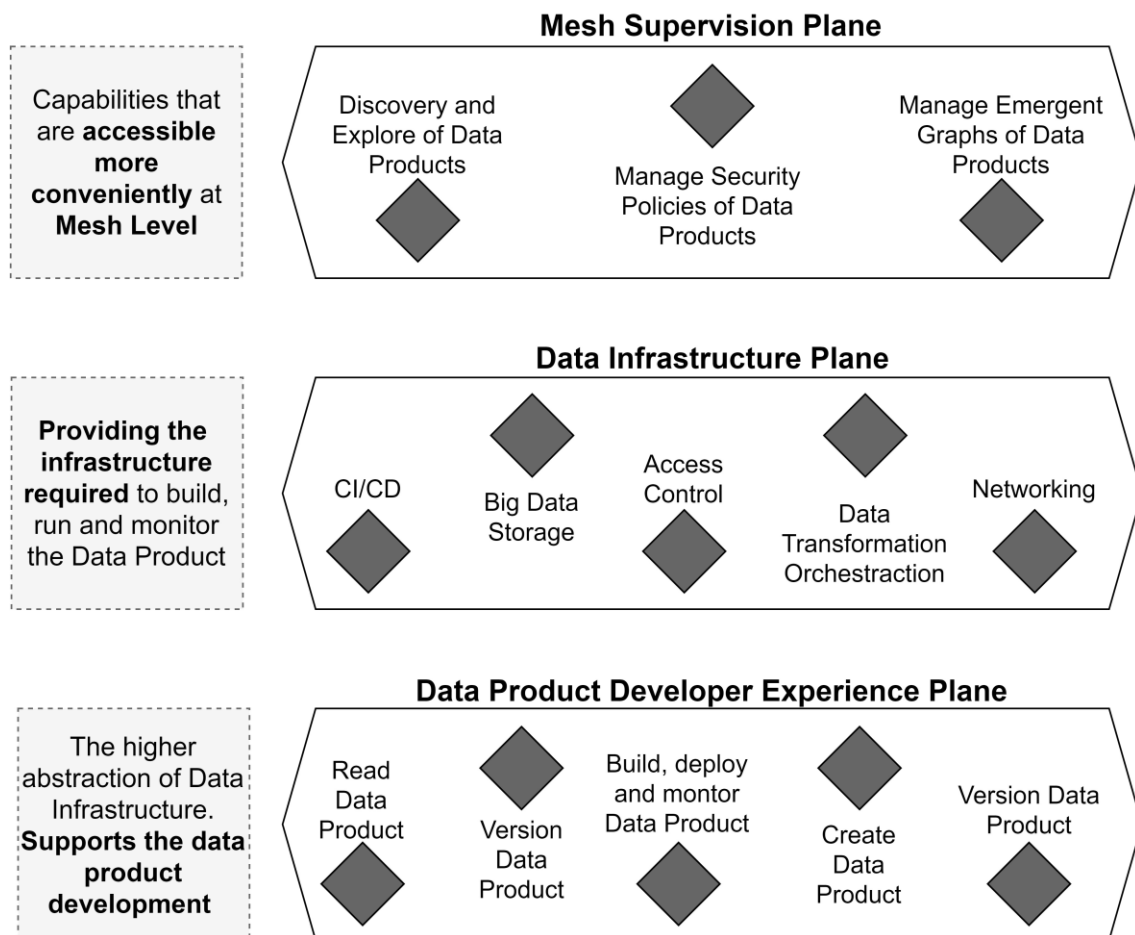 Mesh Supervision Plane
Capabilities that
are accessible
more
conveniently at
Mesh Level
Discovery and
Explore of Data
Products
Manage Security
Policies of Data
Products
Manage Emergent
Graphs of Data
Products
Data Infrastructure Plane
Providing the
infrastructure
required to build,
run and monitor
the Data Product
CI/CD
Big Data
Storage
Access
Control
Data
Transformation
Orchestraction
Networking
Data Product Developer Experience Plane
The higher
abstraction of Data
Infrastructure.
Supports the data
product
development
Read
Data
Product
Version
Data
Product
Build, deploy
and montor
Data Product
Create
Data
Product
Version Data
Product